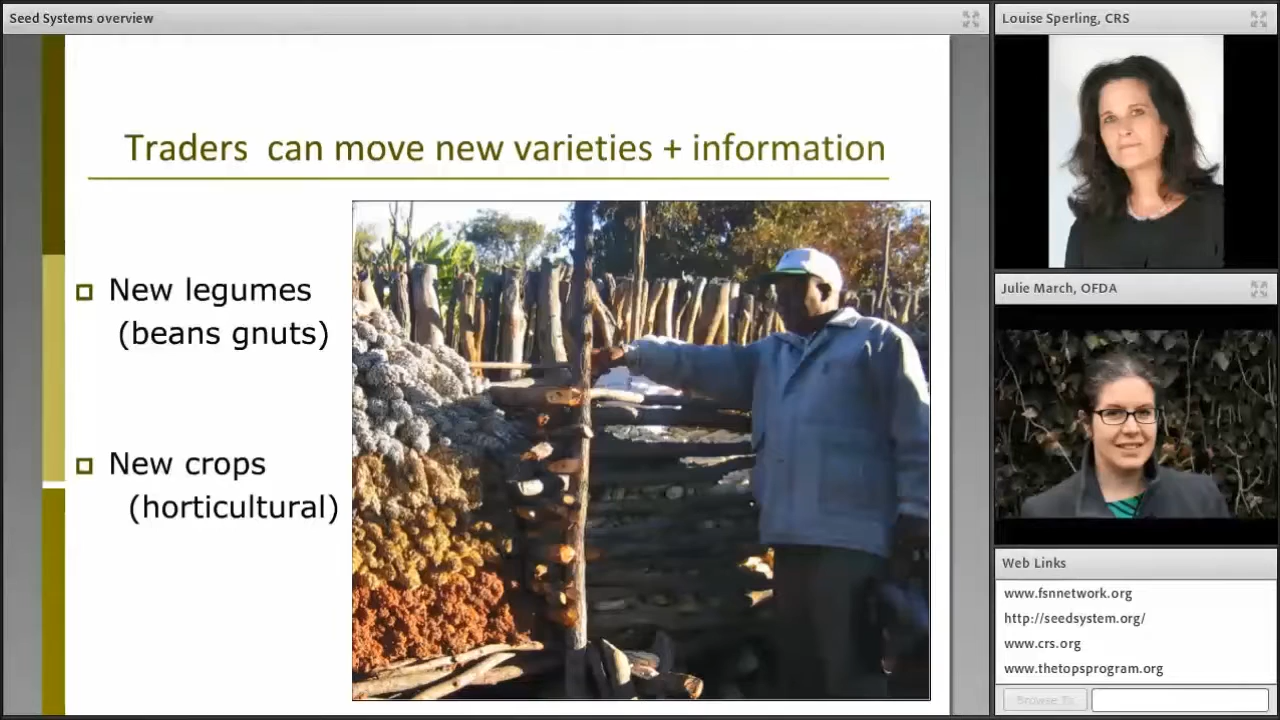 Seed Systems overview
Traders can move new varieties + information
New legumes
(beans gnuts)
New crops
(horticultural)
Louise Sperling, CRS
Julie March, OFDA
Web Links
www.fsnnetwork.org
http://seedsystem.org/
www.crs.org
www.thetopsprogram.org
Browse To